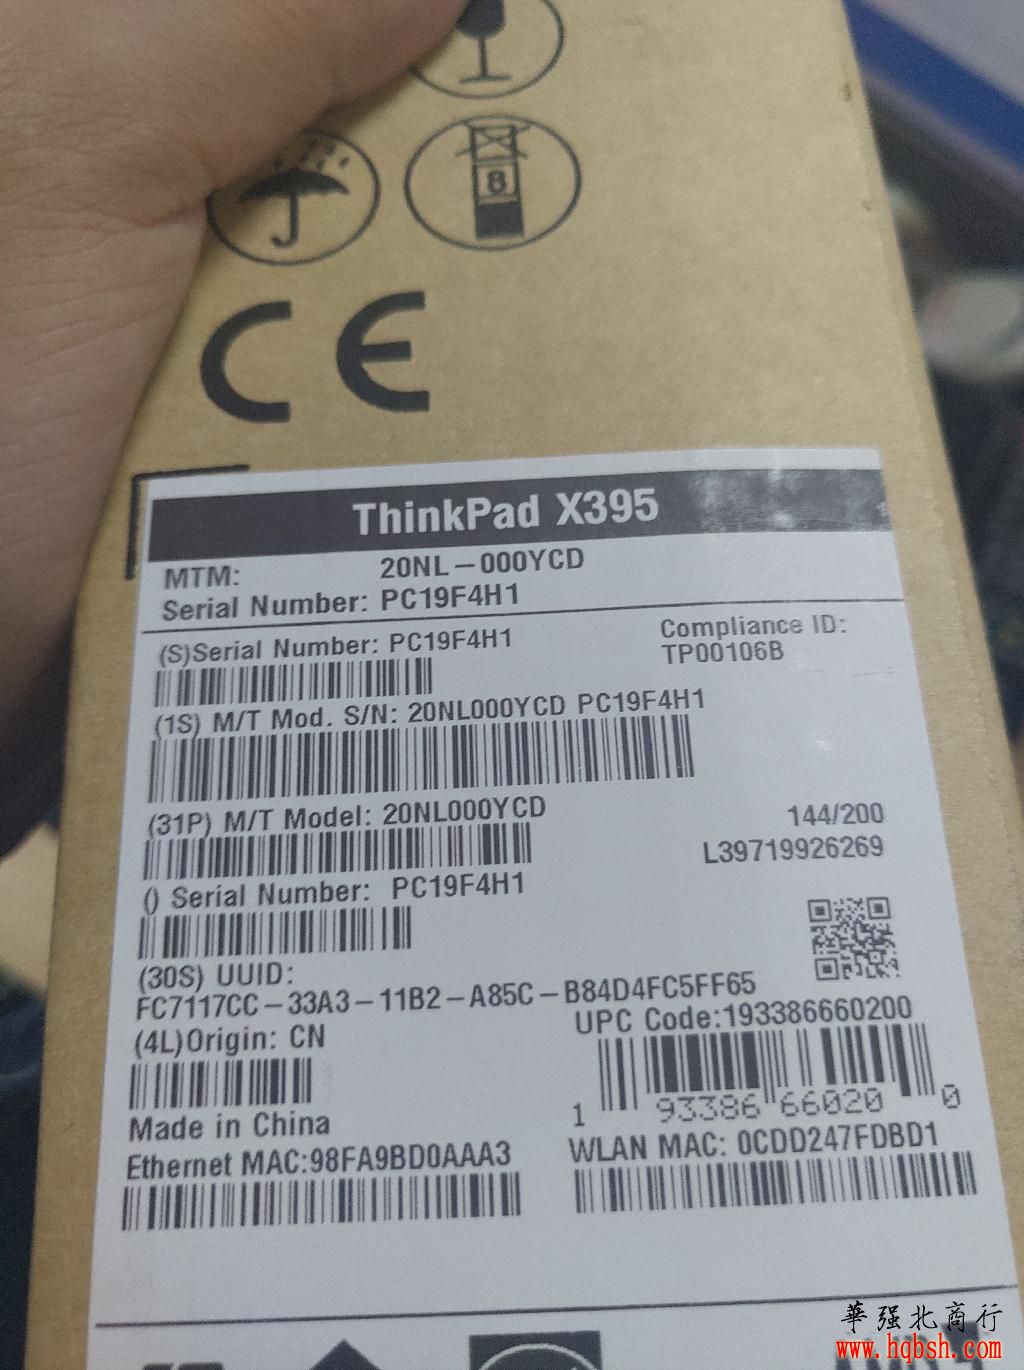 8
CE
ThinkPad X395
MTM: 20NL-000YCD
Serial Number: PC19F4H1
(S)Serial Number: PC19F4H1
Compliance ID:
TP00106B
(1S) M/T Mod. S/N: 20NL000YCD PC19F4H1
(31P) M/T Model: 20NL000YCD
144/200
L39719926269
() Serial Number: PC19F4H1
(30S) UUID:
FC7117CC-33A3-11B2-A85C-B84D4FC5FF65
(4L)Origin: CN
UPC Code:193386660200
1 93386 66020 0
Made in China
Ethernet MAC:98FA9BD0AAA3
WLAN MAC: 0CDD247FDBD1
華强北商行
www.hqbsh.com